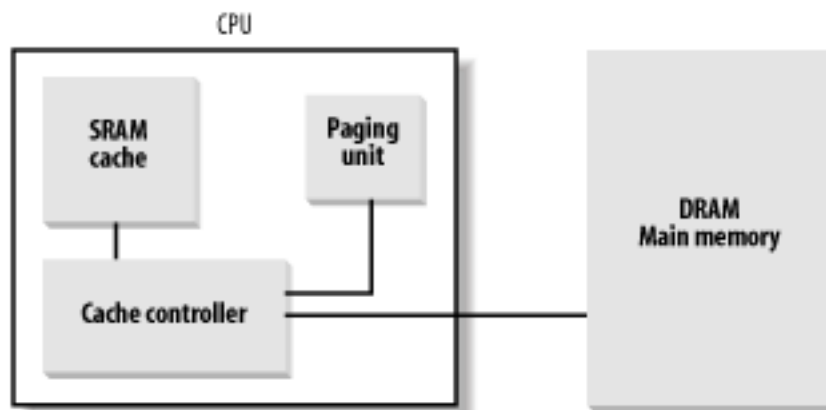 CPU
SRAM
cache
Paging
unit
DRAM
Main memory
Cache controller